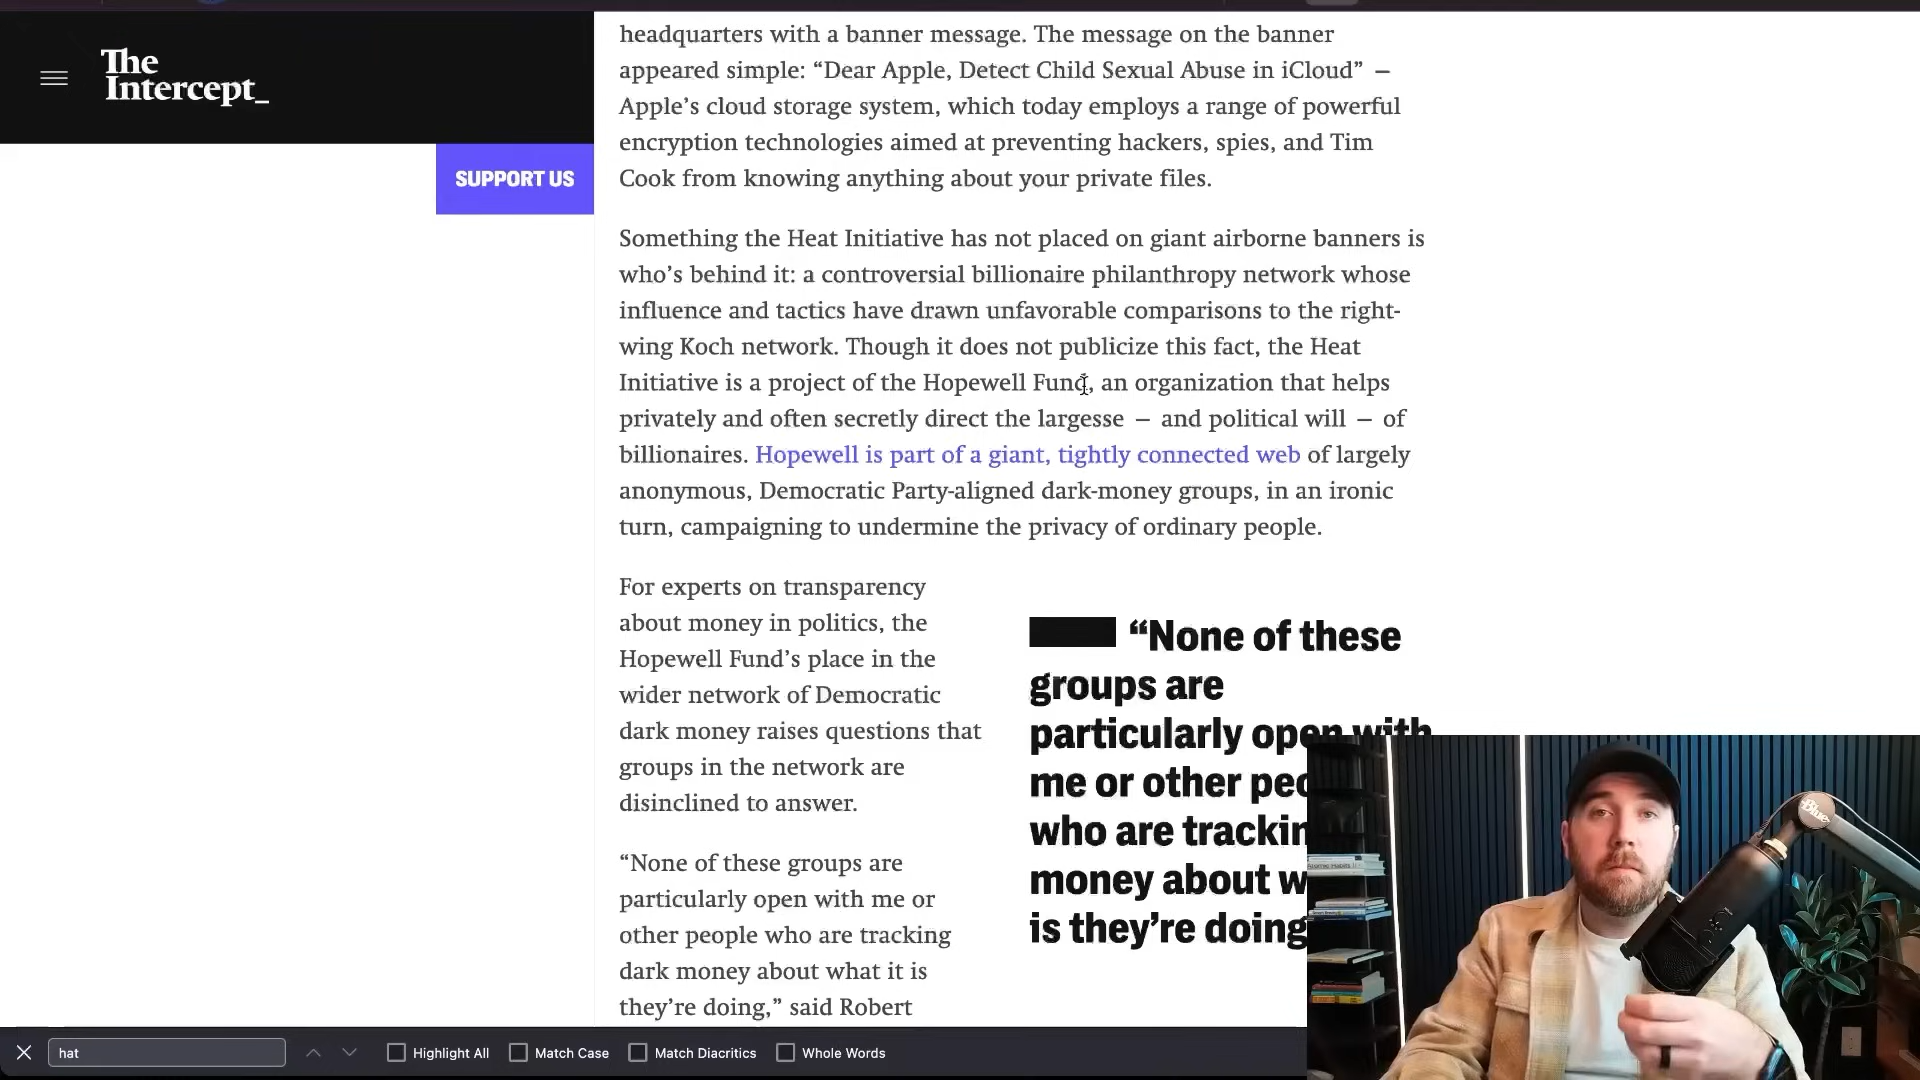 The
Intercept_
SUPPORT US
headquarters with a banner message. The message on the banner
appeared simple: “Dear Apple, Detect Child Sexual Abuse in iCloud” —
Apple’s cloud storage system, which today employs a range of powerful
encryption technologies aimed at preventing hackers, spies, and Tim
Cook from knowing anything about your private files.
Something the Heat Initiative has not placed on giant airborne banners is
who’s behind it: a controversial billionaire philanthropy network whose
influence and tactics have drawn unfavorable comparisons to the right-
wing Koch network. Though it does not publicize this fact, the Heat
Initiative is a project of the Hopewell Fund, an organization that helps
privately and often secretly direct the largesse — and political will — of
billionaires. Hopewell is part of a giant, tightly connected web of largely
anonymous, Democratic Party-aligned dark-money groups, in an ironic
turn, campaigning to undermine the privacy of ordinary people.
For experts on transparency
about money in politics, the
Hopewell Fund’s place in the
wider network of Democratic
dark money raises questions that
groups in the network are
disinclined to answer.
“None of these groups are
particularly open with me or
other people who are tracking
dark money about what it is
they’re doing,” said Robert
“None of these
groups are
particularly open with
me or other
who are
money about
is they’re doing
Blue
Atomic Habits
hat
Highlight All
Match Case
Match Diacritics
Whole Words